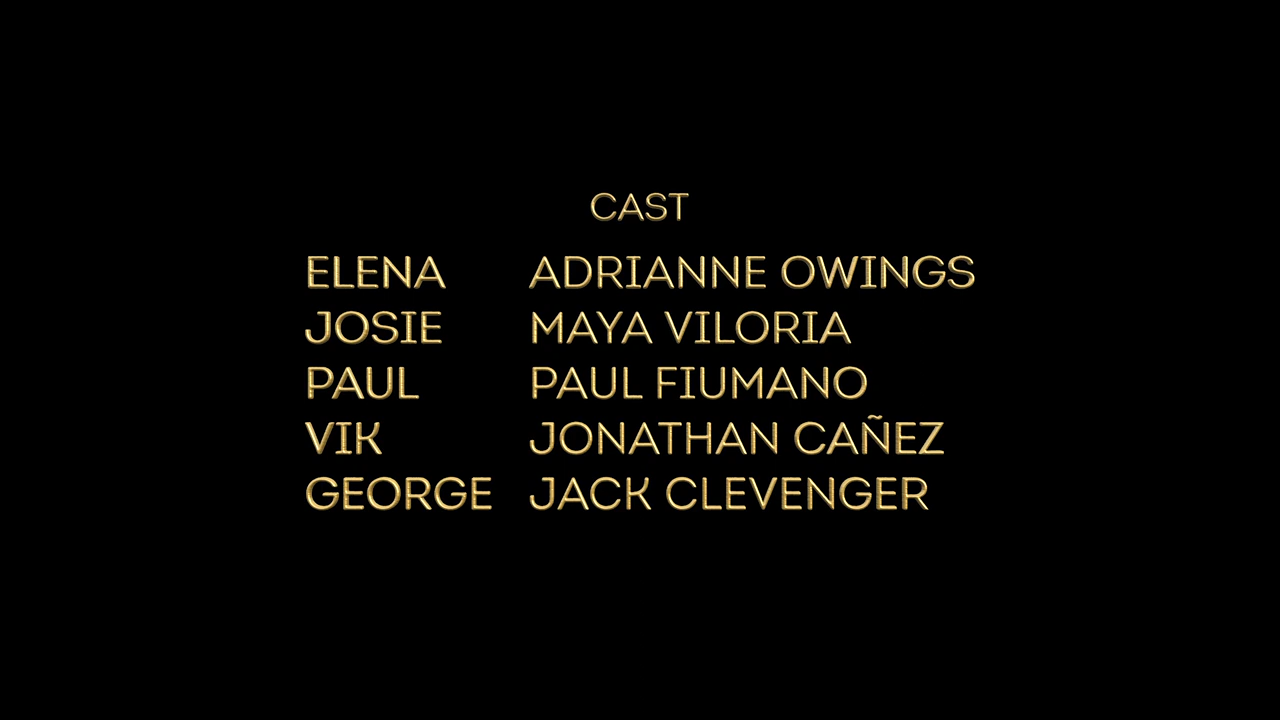 CAST
ELENA ADRIANNE OWINGS
JOSIE MAYA VILORIA
PAUL PAUL FIUMANO
VIK JONATHAN CAÑEZ
GEORGE JACK CLEVENGER